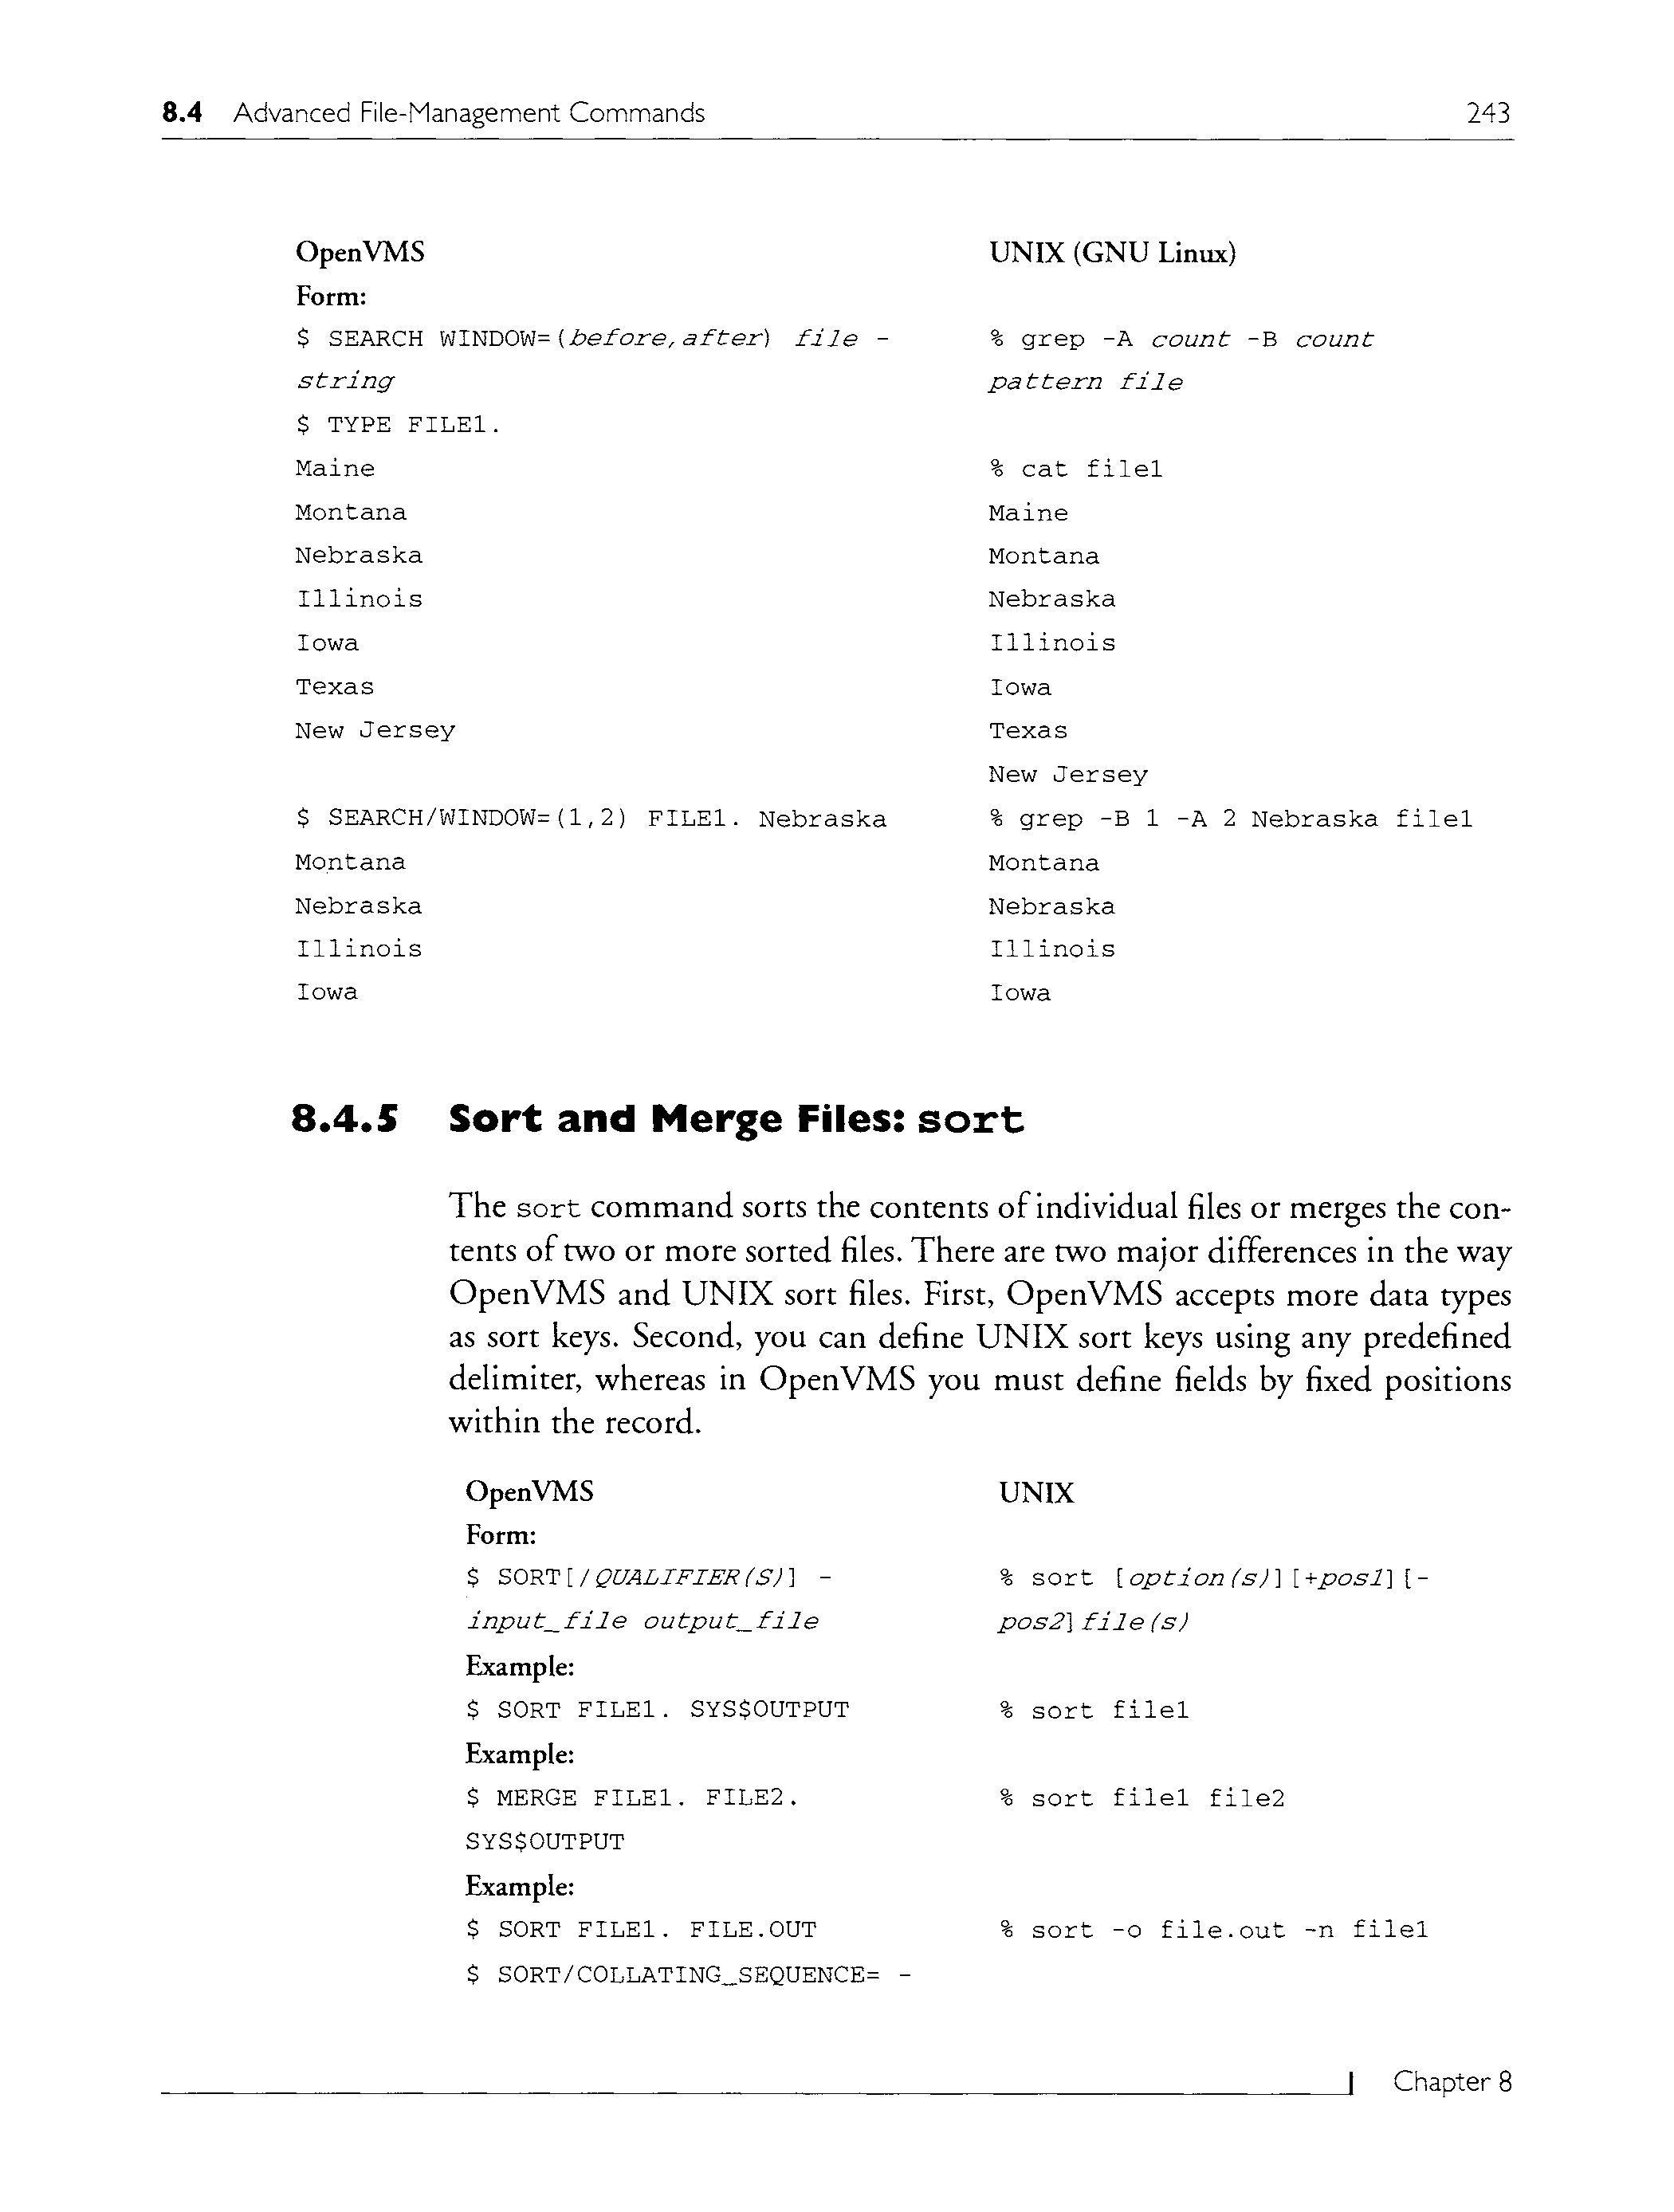 8.4 Advanced File-Management Commands 243
OpenVMS UNIX (GNU Linux)
Form:
$ SEARCH WINDOW=(before,after) file - % grep -A count -B count
string pattern file
$ TYPE FILE1.
Maine % cat file1
Montana Maine
Nebraska Montana
Illinois Nebraska
Iowa Illinois
Texas Iowa
New Jersey Texas
New Jersey
$ SEARCH/WINDOW=(1,2) FILE1. Nebraska % grep -B 1 -A 2 Nebraska file1
Montana Montana
Nebraska Nebraska
Illinois Illinois
Iowa Iowa
8.4.5 Sort and Merge Files: sort
The sort command sorts the contents of individual files or merges the con-
tents of two or more sorted files. There are two major differences in the way
OpenVMS and UNIX sort files. First, OpenVMS accepts more data types
as sort keys. Second, you can define UNIX sort keys using any predefined
delimiter, whereas in OpenVMS you must define fields by fixed positions
within the record.
OpenVMS UNIX
Form:
$ SORT[/QUALIFIER(S)] - % sort [option(s)][+pos1][-
input_file output_file pos2]file(s)
Example:
$ SORT FILE1. SYS$OUTPUT % sort file1
Example:
$ MERGE FILE1. FILE2. % sort file1 file2
SYS$OUTPUT
Example:
$ SORT FILE1. FILE.OUT % sort -o file.out -n file1
$ SORT/COLLATING_SEQUENCE= -
Chapter 8